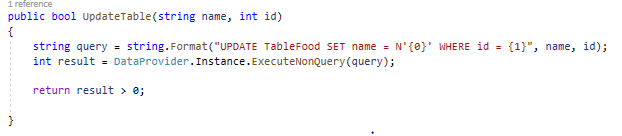 1 reference
public bool UpdateTable(string name, int id)
{
string query = string.Format("UPDATE TableFood SET name = N'{0}' WHERE id = {1}", name, id);
int result = DataProvider.Instance.ExecuteNonQuery(query);
return result > 0;
}